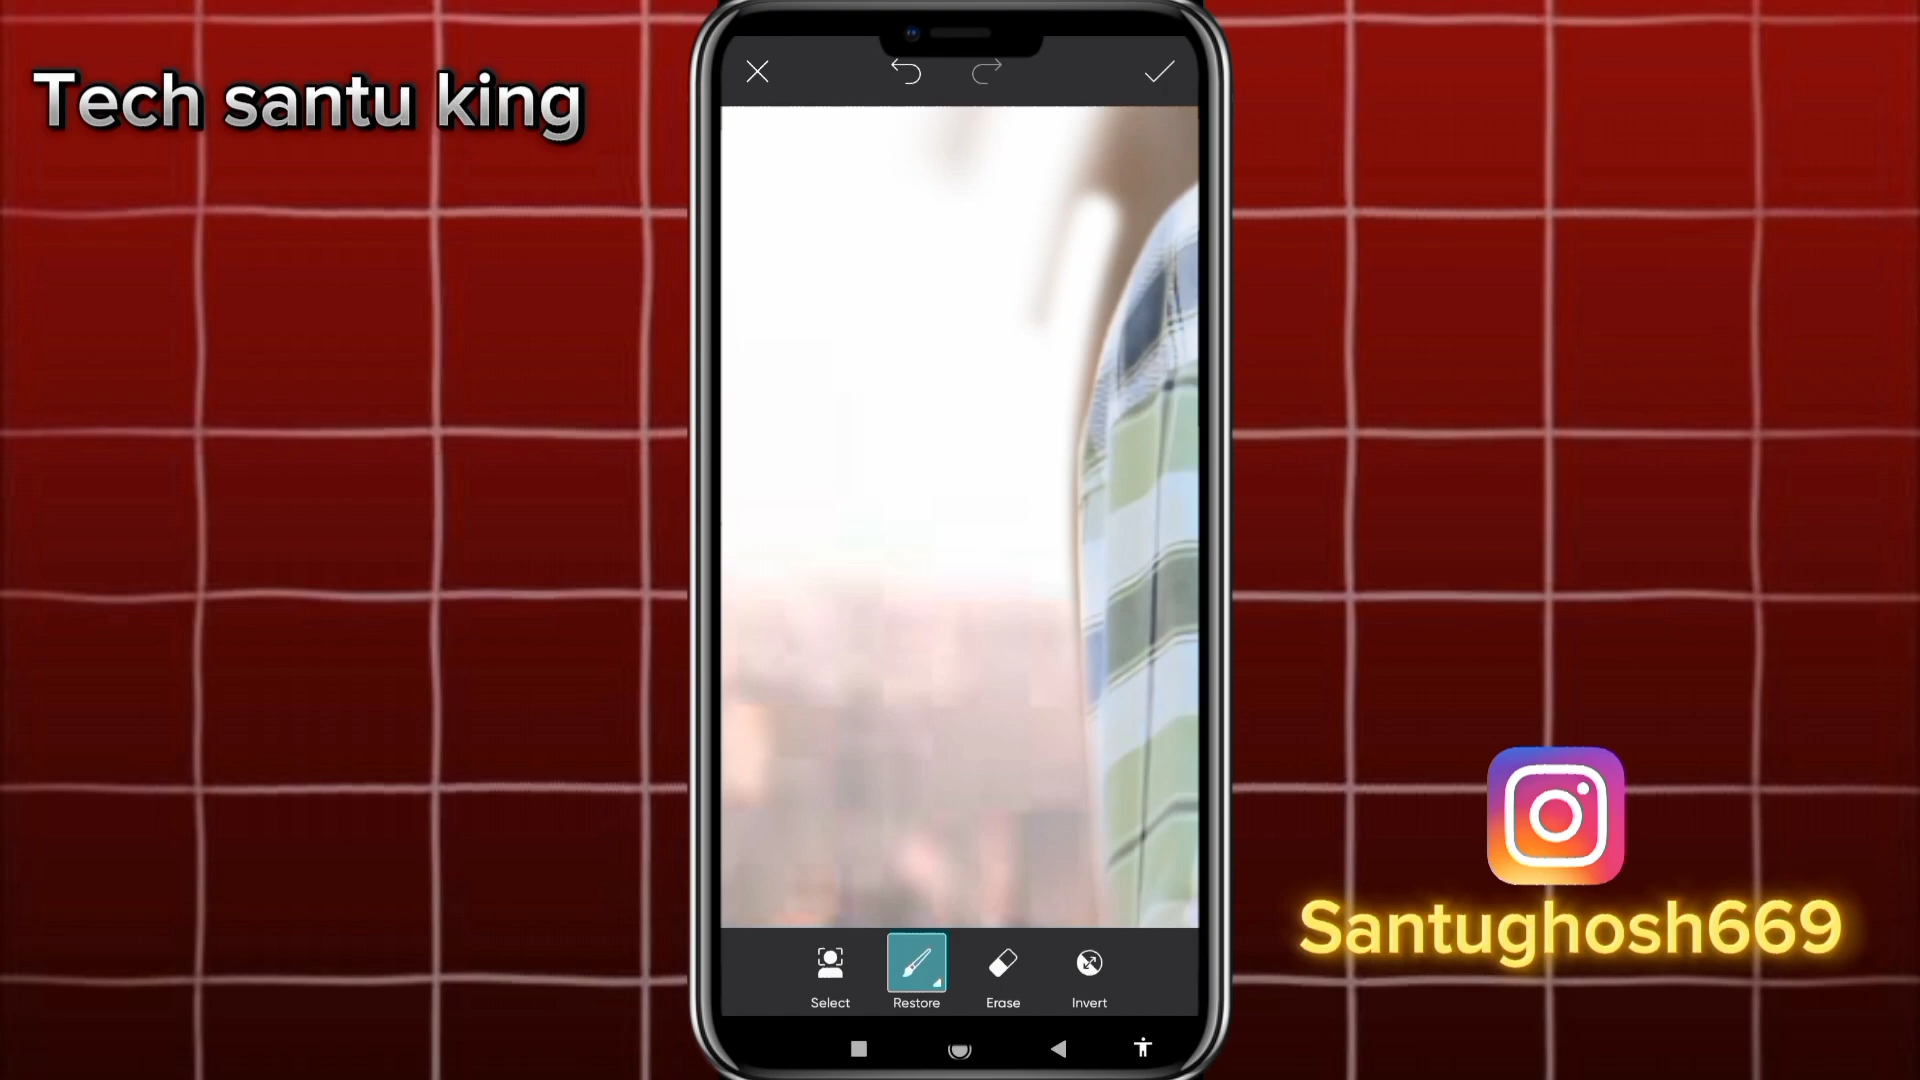 Tech santu king
Select
Restore
Erase
Invert
Santughosh669